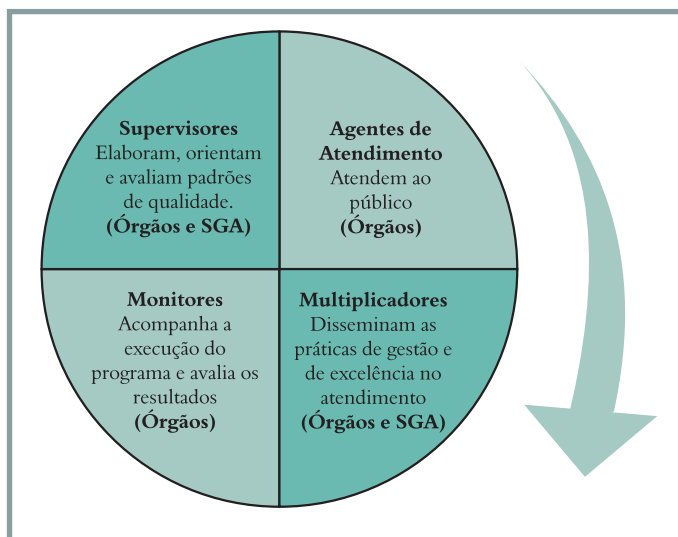 Supervisores
Elaboram, orientam
e avaliam padrões
de qualidade.
(Órgãos e SGA)
Agentes de
Atendimento
Atendem ao
público
(Órgãos)
Monitores
Acompanha a
execução do
programa e avalia os
resultados
(Órgãos)
Multiplicadores
Disseminam as
práticas de gestão e
de excelência no
atendimento
(Órgãos e SGA)